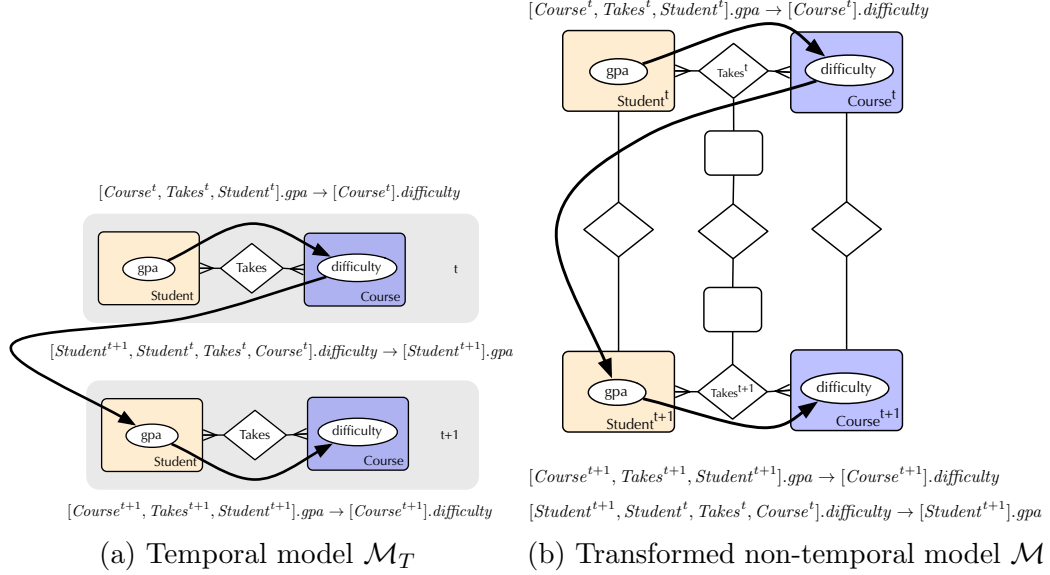 [Course^t, Takes^t, Student^t].gpa → [Course^t].difficulty
gpa
Student
Takes
difficulty
Course
t
[Student^{t+1}, Student^t, Takes^t, Course^t].difficulty → [Student^{t+1}].gpa
gpa
Student
Takes
difficulty
Course
t+1
[Course^{t+1}, Takes^{t+1}, Student^{t+1}].gpa → [Course^{t+1}].difficulty
(a) Temporal model 𝓜_T
[Course^t, Takes^t, Student^t].gpa → [Course^t].difficulty
gpa
Student^t
Takes^t
difficulty
Course^t
gpa
Student^{t+1}
Takes^{t+1}
difficulty
Course^{t+1}
[Course^{t+1}, Takes^{t+1}, Student^{t+1}].gpa → [Course^{t+1}].difficulty
[Student^{t+1}, Student^t, Takes^t, Course^t].difficulty → [Student^{t+1}].gpa
(b) Transformed non-temporal model 𝓜